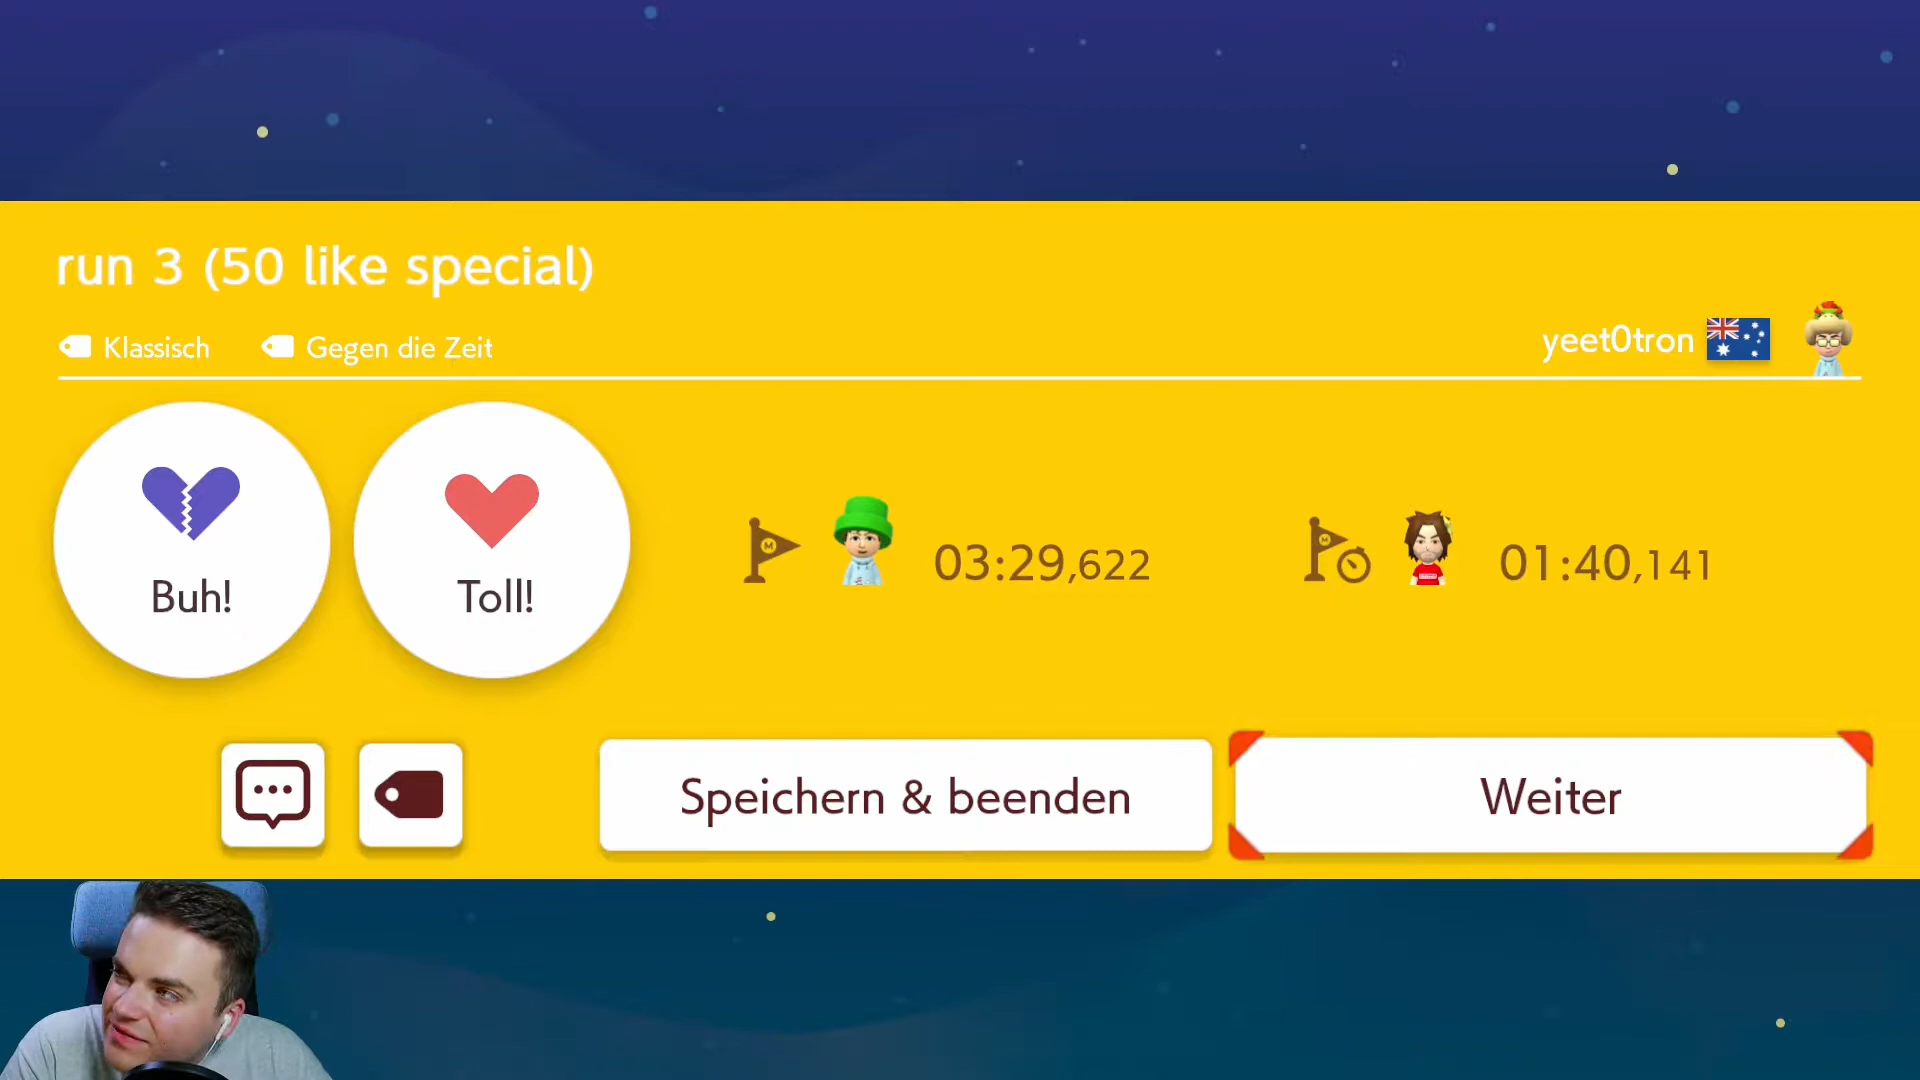 run 3 (50 like special)
Klassisch Gegen die Zeit
yeet0tron
Buh!
Toll!
M
03:29,622
M
01:40,141
Speichern & beenden
Weiter